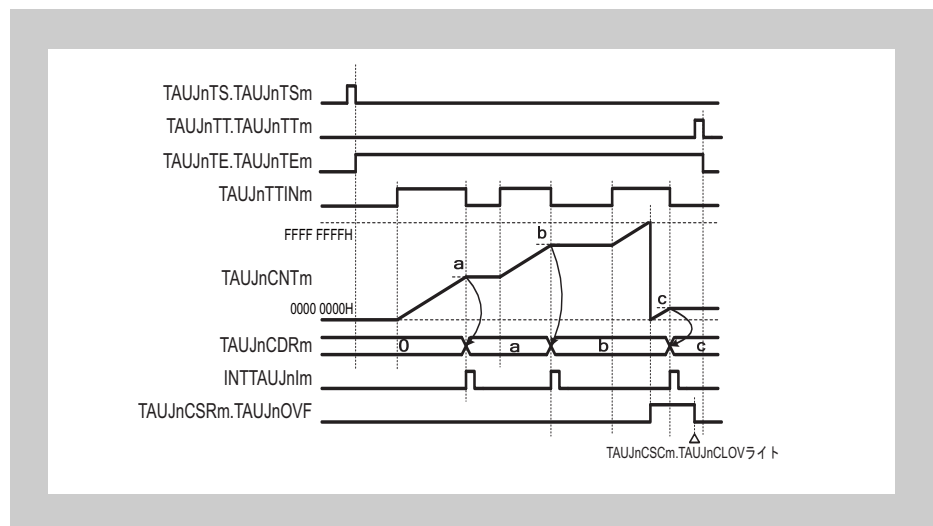 TAUJnTS.TAUJnTSm
TAUJnTT.TAUJnTTm
TAUJnTE.TAUJnTEm
TAUJnTTINm
FFFF FFFFH
b
a
TAUJnCNTm
c
0000 0000H
TAUJnCDRm
0 a b c
INTTAUJnIm
TAUJnCSRm.TAUJnOVF
TAUJnCSCm.TAUJnCLOVライト